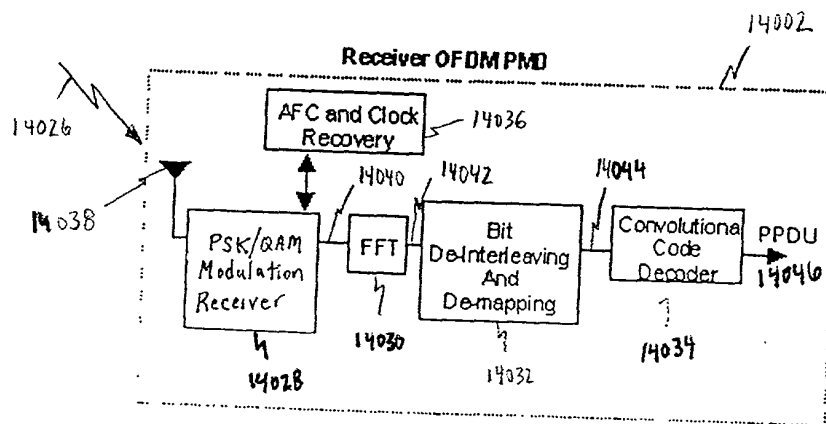 14002
Receiver OFDM PMD
14026
AFC and Clock
Recovery
14036
14038
14040
14042
14044
PSK/QAM
Modulation
Receiver
FFT
Bit
De-Interleaving
And
De-mapping
Convolutional
Code
Decoder
PPDU
14046
14028
14030
14032
14034